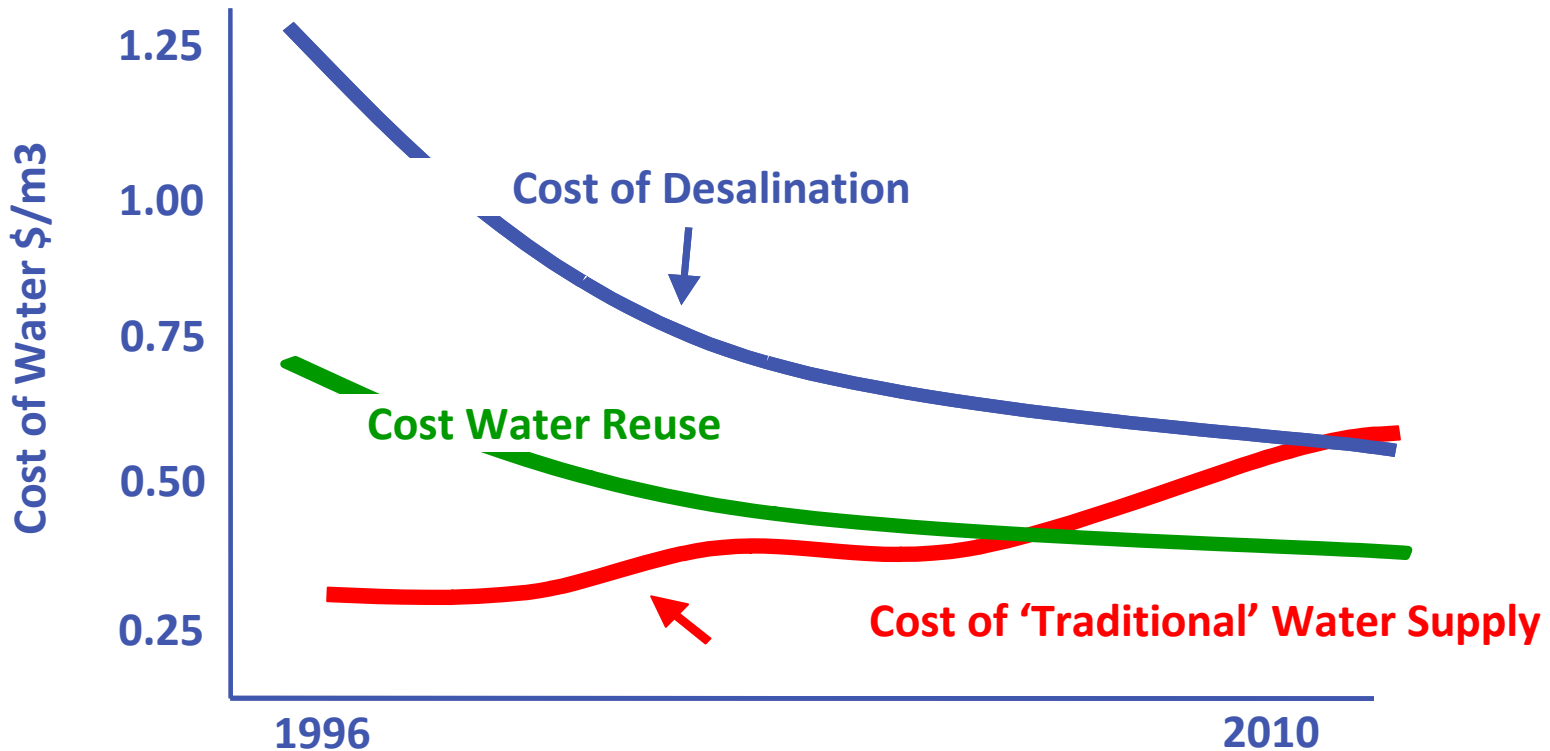 Cost of Water $/m3
1.25
1.00
0.75
0.50
0.25
Cost of Desalination
Cost Water Reuse
Cost of ‘Traditional’ Water Supply
1996
2010